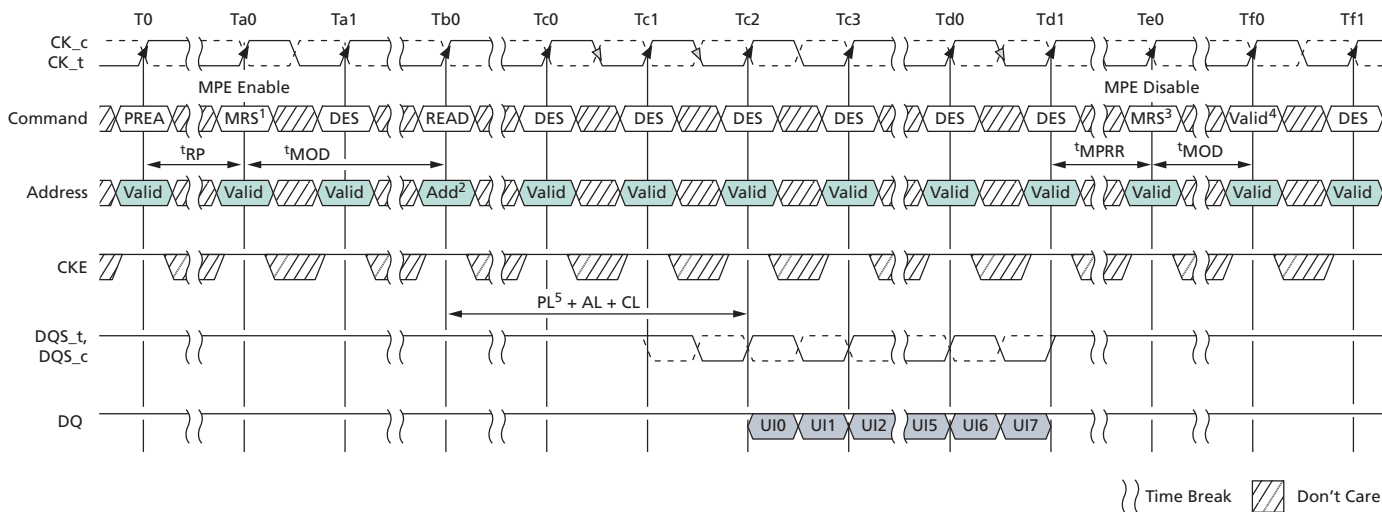 T0 Ta0 Ta1 Tb0 Tc0 Tc1 Tc2 Tc3 Td0 Td1 Te0 Tf0 Tf1
CK_c
CK_t
MPE Enable MPE Disable
Command PREA MRS¹ DES READ DES DES DES DES DES DES MRS³ Valid⁴ DES
tRP tMOD tMPRR tMOD
Address Valid Valid Valid Add² Valid Valid Valid Valid Valid Valid Valid Valid Valid
CKE
PL⁵ + AL + CL
DQS_t,
DQS_c
DQ UI0 UI1 UI2 UI5 UI6 UI7
Time Break Don't Care